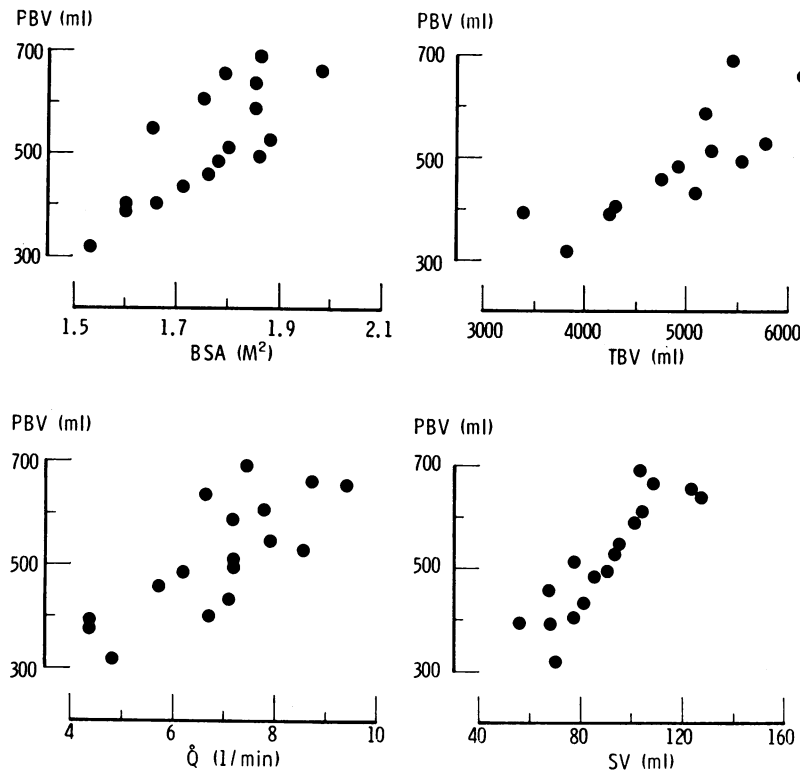 PBV (ml)
700
500
300
1.5 1.7 1.9 2.1
BSA (M²)
PBV (ml)
700
500
300
3000 4000 5000 6000
TBV (ml)
PBV (ml)
700
500
300
4 6 8 10
Q̊ (1/min)
PBV (ml)
700
500
300
40 80 120 160
SV (ml)